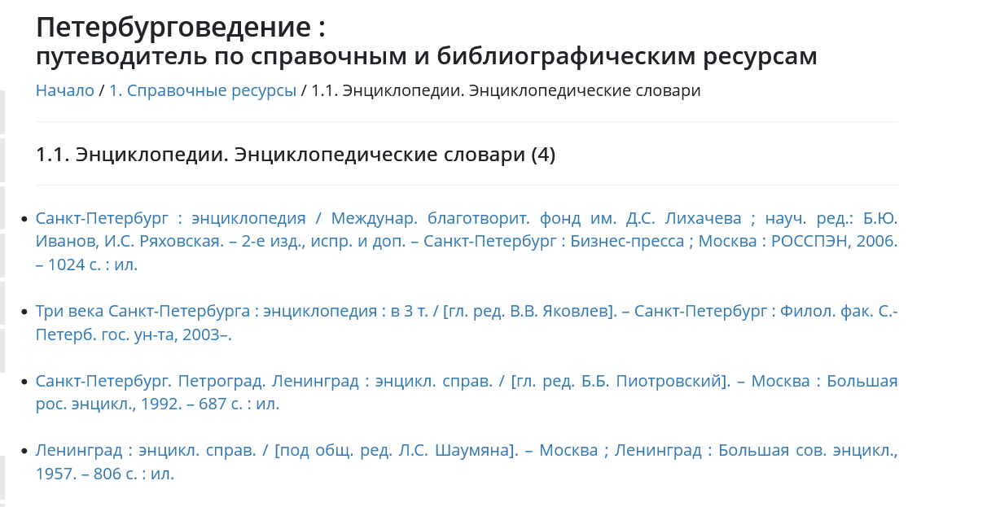 Петербурговедение :
путеводитель по справочным и библиографическим ресурсам
Начало / 1. Справочные ресурсы / 1.1. Энциклопедии. Энциклопедические словари
1.1. Энциклопедии. Энциклопедические словари (4)
Санкт-Петербург : энциклопедия / Междунар. благотворит. фонд им. Д.С. Лихачева ; науч. ред.: Б.Ю.
Иванов, И.С. Ряховская. – 2-е изд., испр. и доп. – Санкт-Петербург : Бизнес-пресса ; Москва : РОССПЭН, 2006.
– 1024 с. : ил.
Три века Санкт-Петербурга : энциклопедия : в 3 т. / [гл. ред. В.В. Яковлев]. – Санкт-Петербург : Филол. фак. С.-
Петерб. гос. ун-та, 2003–.
Санкт-Петербург. Петроград. Ленинград : энцикл. справ. / [гл. ред. Б.Б. Пиотровский]. – Москва : Большая
рос. энцикл., 1992. – 687 с. : ил.
Ленинград : энцикл. справ. / [под общ. ред. Л.С. Шаумяна]. – Москва ; Ленинград : Большая сов. энцикл.,
1957. – 806 с. : ил.